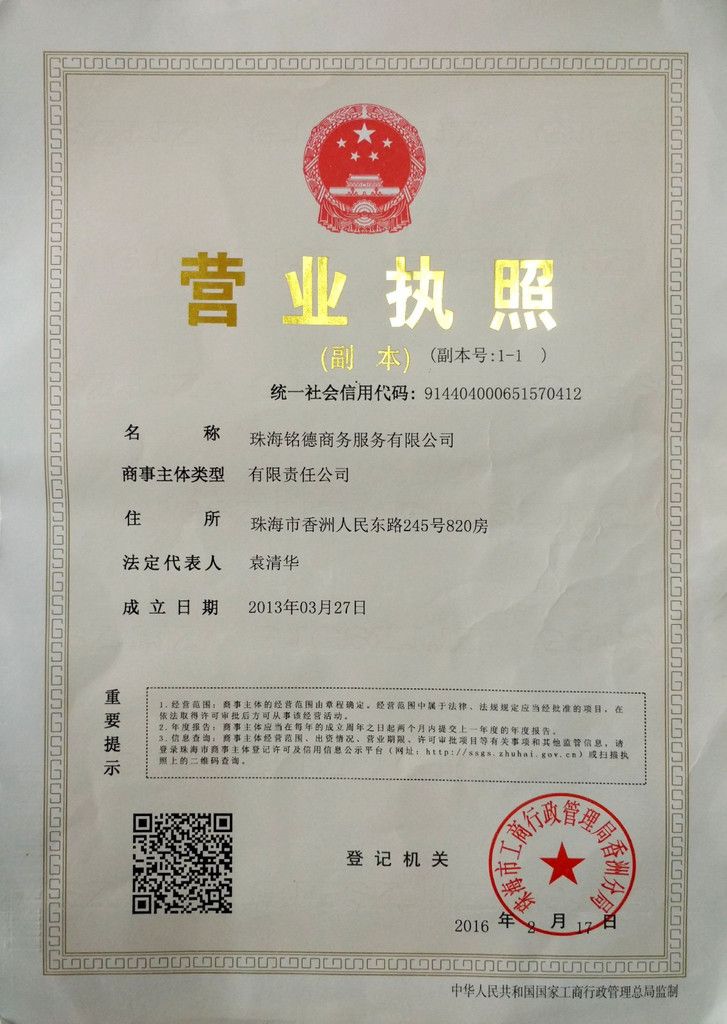 营业执照
(副 本) (副本号:1-1 )
统一社会信用代码: 914404000651570412
名 称 珠海铭德商务服务有限公司
商事主体类型 有限责任公司
住 所 珠海市香洲人民东路245号820房
法定代表人 袁清华
成立日期 2013年03月27日
重要提示
1.经营范围:商事主体的经营范围由章程确定。经营范围中属于法律、法规规定应当经批准的项目,在
依法取得许可审批后方可从事该经营活动。
2.年度报告:商事主体应当在每年的成立周年之日起两个月内提交上一年度的年度报告。
3.信息查询:商事主体经营范围、出资情况、营业期限、许可审批项目等有关事项和其他监管信息,请
登录珠海市商事主体登记许可及信用信息公示平台(网址:http://ssgs.zhuhai.gov.cn)或扫描执
照上的二维码查询。
登记机关
珠海市工商行政管理局香洲分局
2016 年 2 月 17 日
中华人民共和国国家工商行政管理总局监制